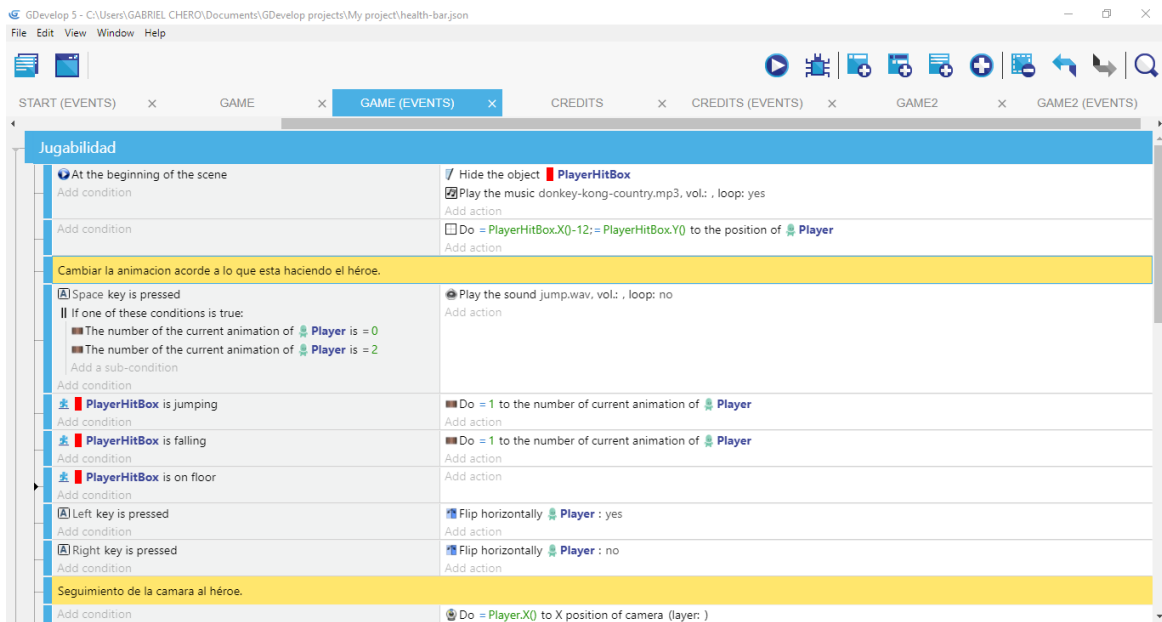 GDevelop 5 - C:\Users\GABRIEL CHERO\Documents\GDevelop projects\My project\health-bar.json
File Edit View Window Help
START (EVENTS) × GAME × GAME (EVENTS) × CREDITS × CREDITS (EVENTS) × GAME2 × GAME2 (EVENTS)
Jugabilidad
At the beginning of the scene
Add condition
Hide the object PlayerHitBox
Play the music donkey-kong-country.mp3, vol.: , loop: yes
Add action
Add condition
Do = PlayerHitBox.X()-12;= PlayerHitBox.Y() to the position of Player
Add action
Cambiar la animacion acorde a lo que esta haciendo el héroe.
Space key is pressed
If one of these conditions is true:
The number of the current animation of Player is = 0
The number of the current animation of Player is = 2
Add a sub-condition
Add condition
Play the sound jump.wav, vol.: , loop: no
Add action
PlayerHitBox is jumping
Add condition
Do = 1 to the number of current animation of Player
Add action
PlayerHitBox is falling
Add condition
Do = 1 to the number of current animation of Player
Add action
PlayerHitBox is on floor
Add condition
Add action
Left key is pressed
Add condition
Flip horizontally Player : yes
Add action
Right key is pressed
Add condition
Flip horizontally Player : no
Add action
Seguimiento de la camara al héroe.
Add condition
Do = Player.X() to X position of camera (layer: )